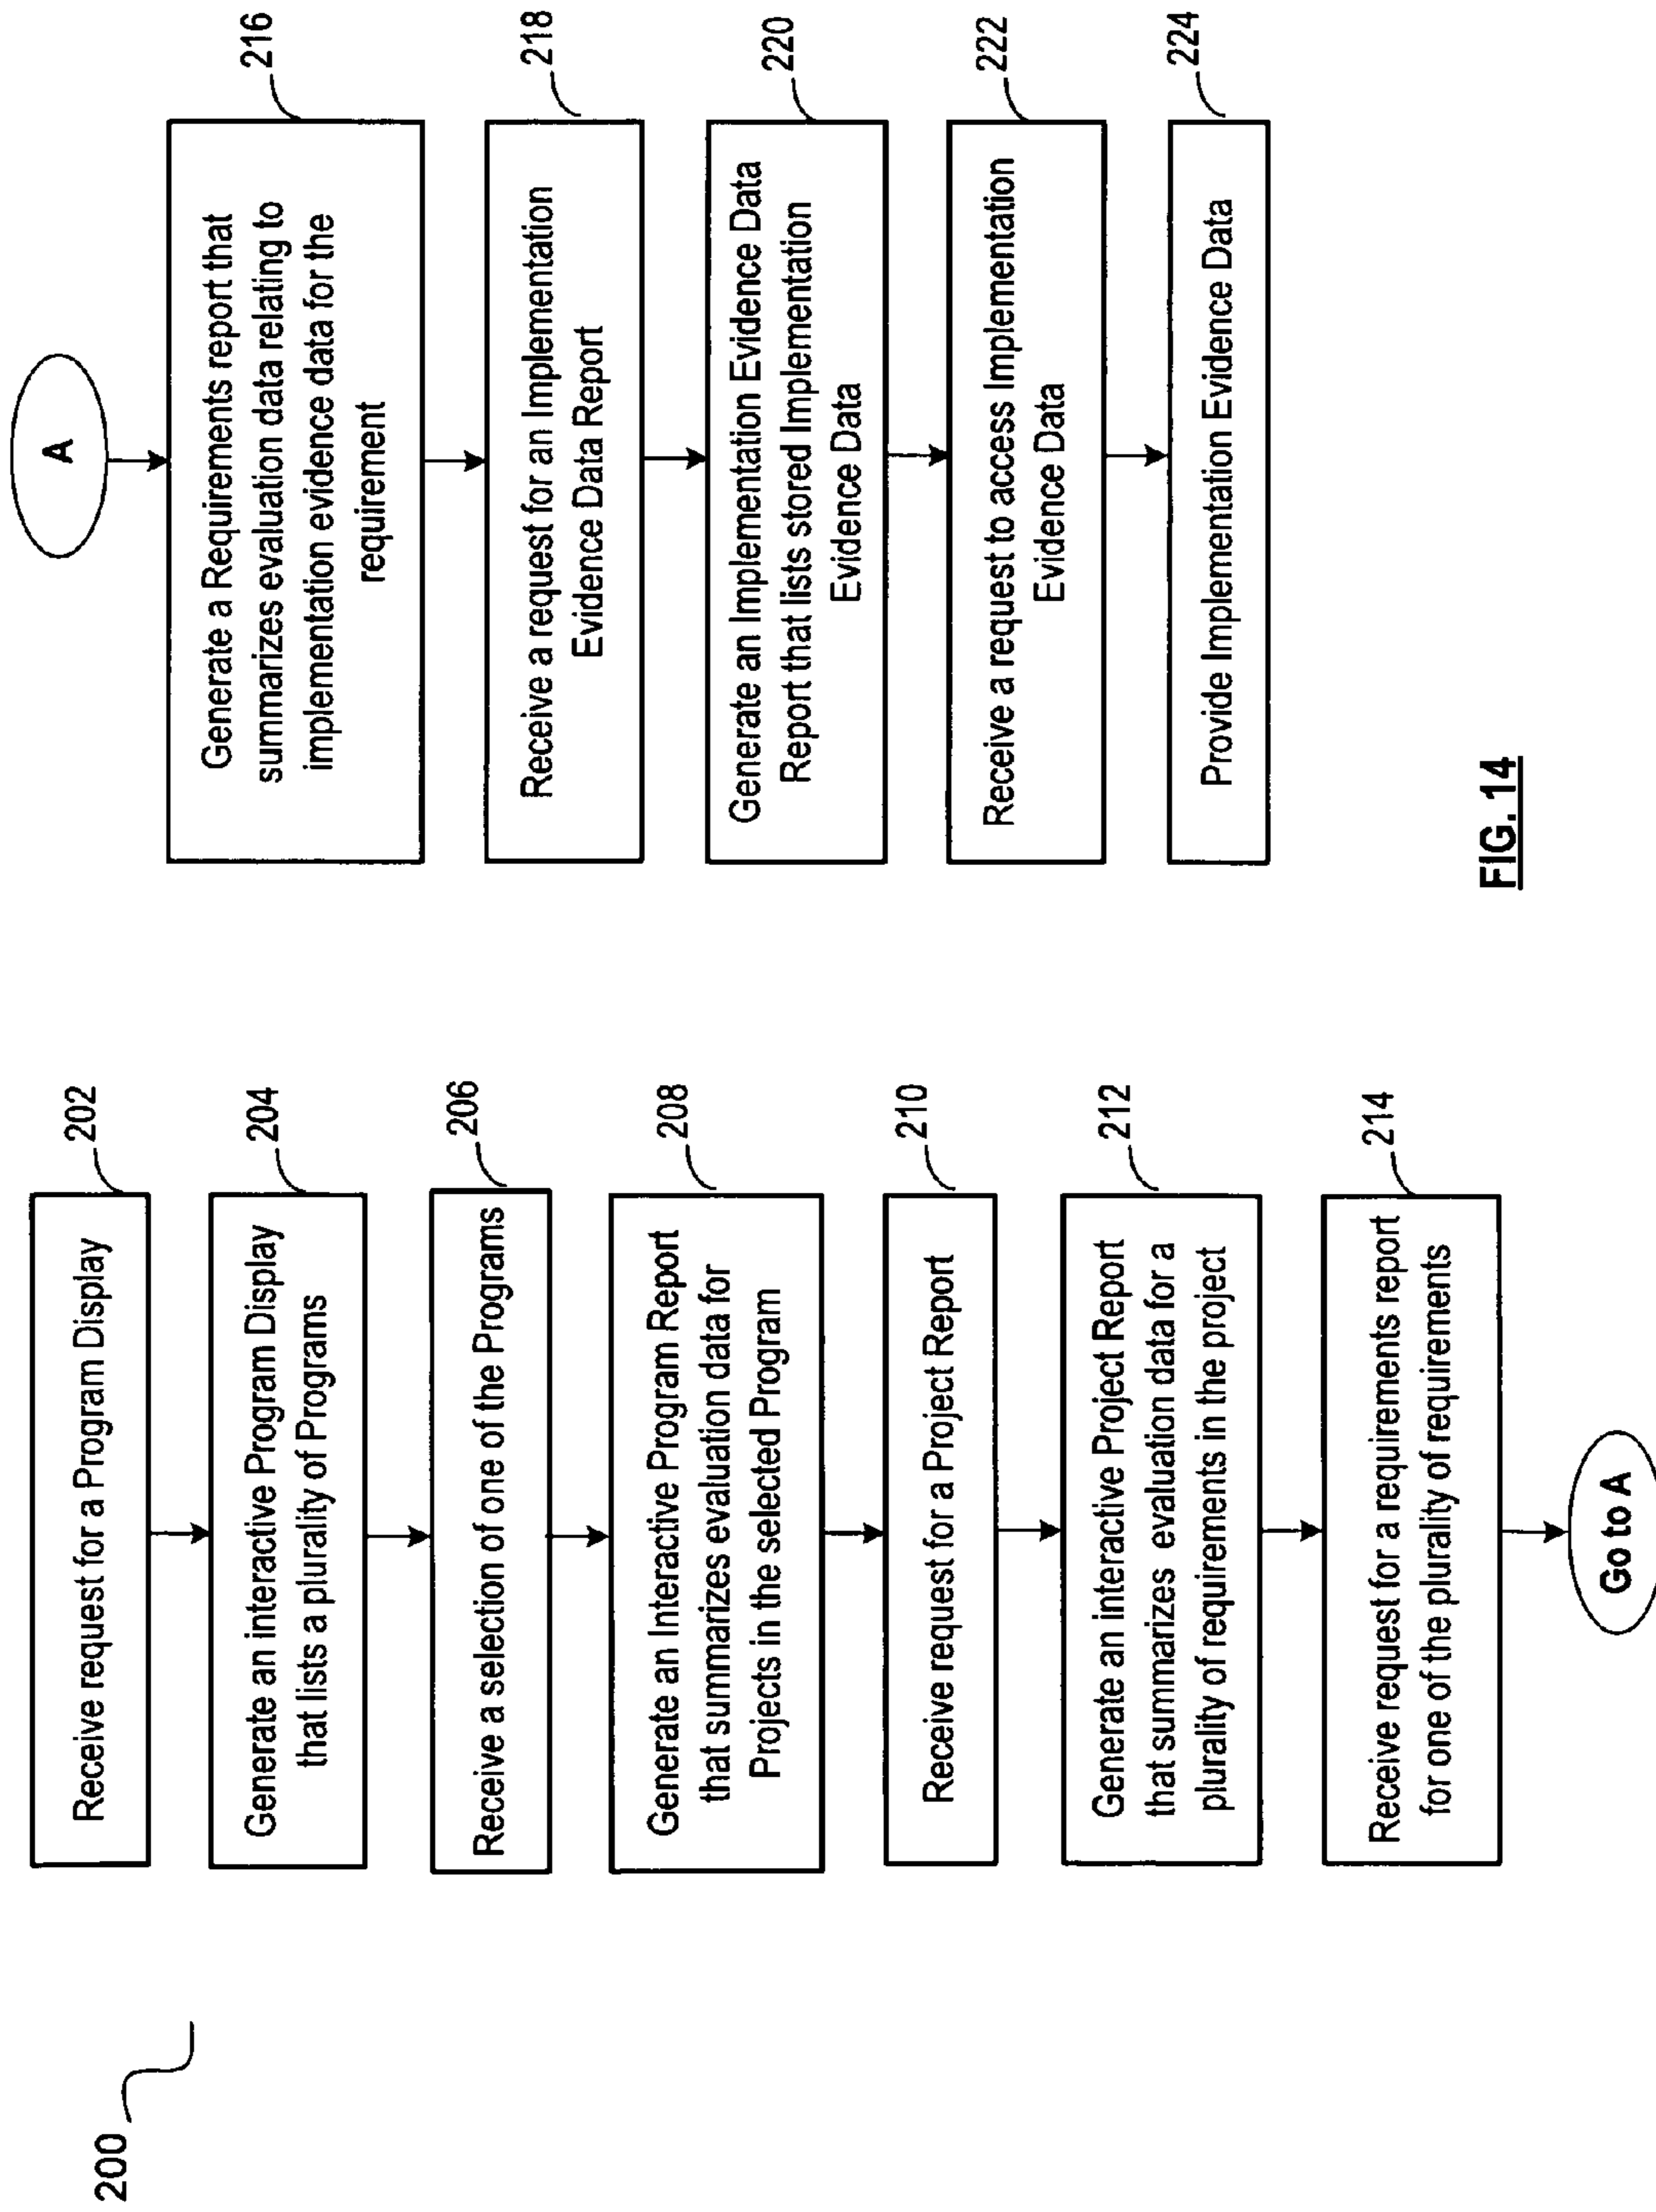 200
Receive request for a Program Display
202
Generate an interactive Program Display
that lists a plurality of Programs
204
Receive a selection of one of the Programs
206
Generate an Interactive Program Report
that summarizes evaluation data for
Projects in the selected Program
208
Receive request for a Project Report
210
Generate an interactive Project Report
that summarizes evaluation data for a
plurality of requirements in the project
212
Receive request for a requirements report
for one of the plurality of requirements
214
Go to A
A
Generate a Requirements report that
summarizes evaluation data relating to
implementation evidence data for the
requirement
216
Receive a request for an Implementation
Evidence Data Report
218
Generate an Implementation Evidence Data
Report that lists stored Implementation
Evidence Data
220
Receive a request to access Implementation
Evidence Data
222
Provide Implementation Evidence Data
224
FIG. 14